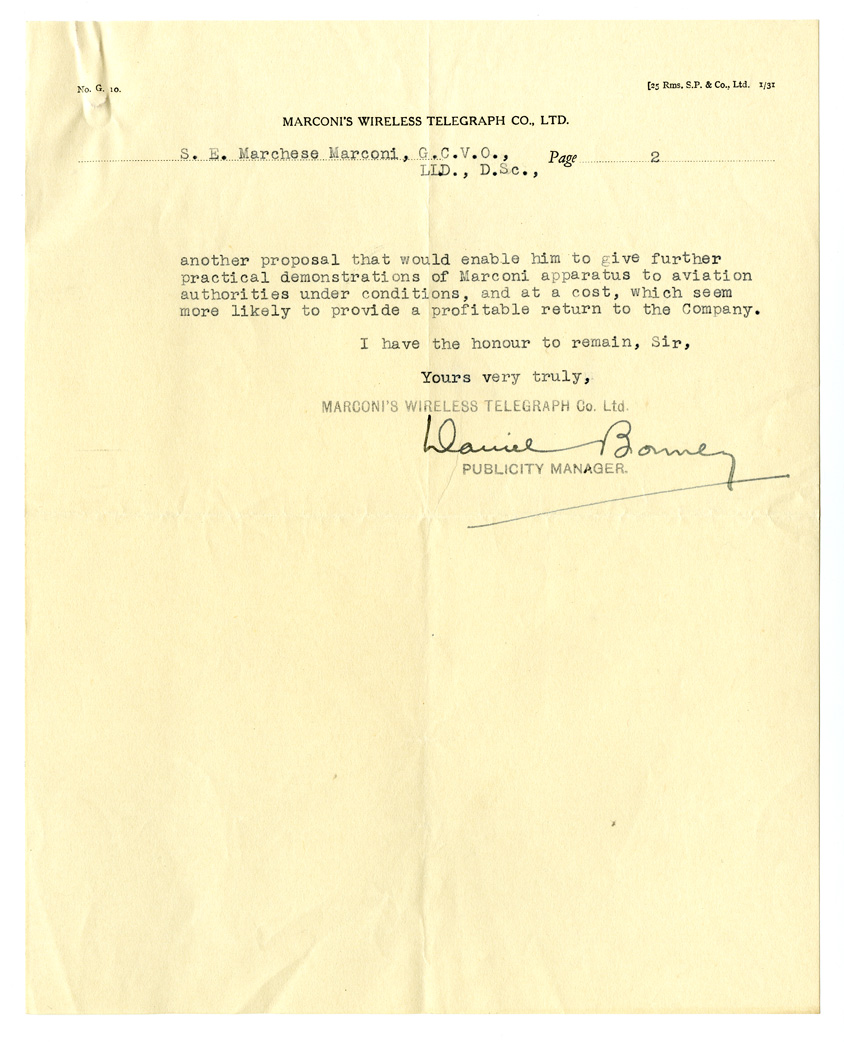 No. G. 10.
[25 Rms. S.P. & Co., Ltd. 1/31
MARCONI'S WIRELESS TELEGRAPH CO., LTD.
S. E. Marchese Marconi, G.C.V.O., Page 2
LLD., D.Sc.,
another proposal that would enable him to give further
practical demonstrations of Marconi apparatus to aviation
authorities under conditions, and at a cost, which seem
more likely to provide a profitable return to the Company.
I have the honour to remain, Sir,
Yours very truly,
MARCONI'S WIRELESS TELEGRAPH Co. Ltd.
Daniel
PUBLICITY MANAGER.